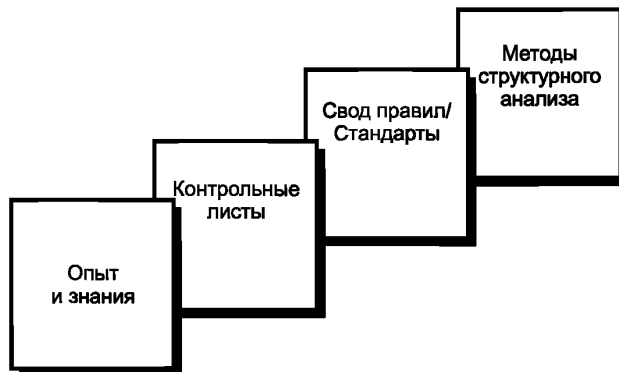 Опыт
и знания
Контрольные
листы
Свод правил/
Стандарты
Методы
структурного
анализа